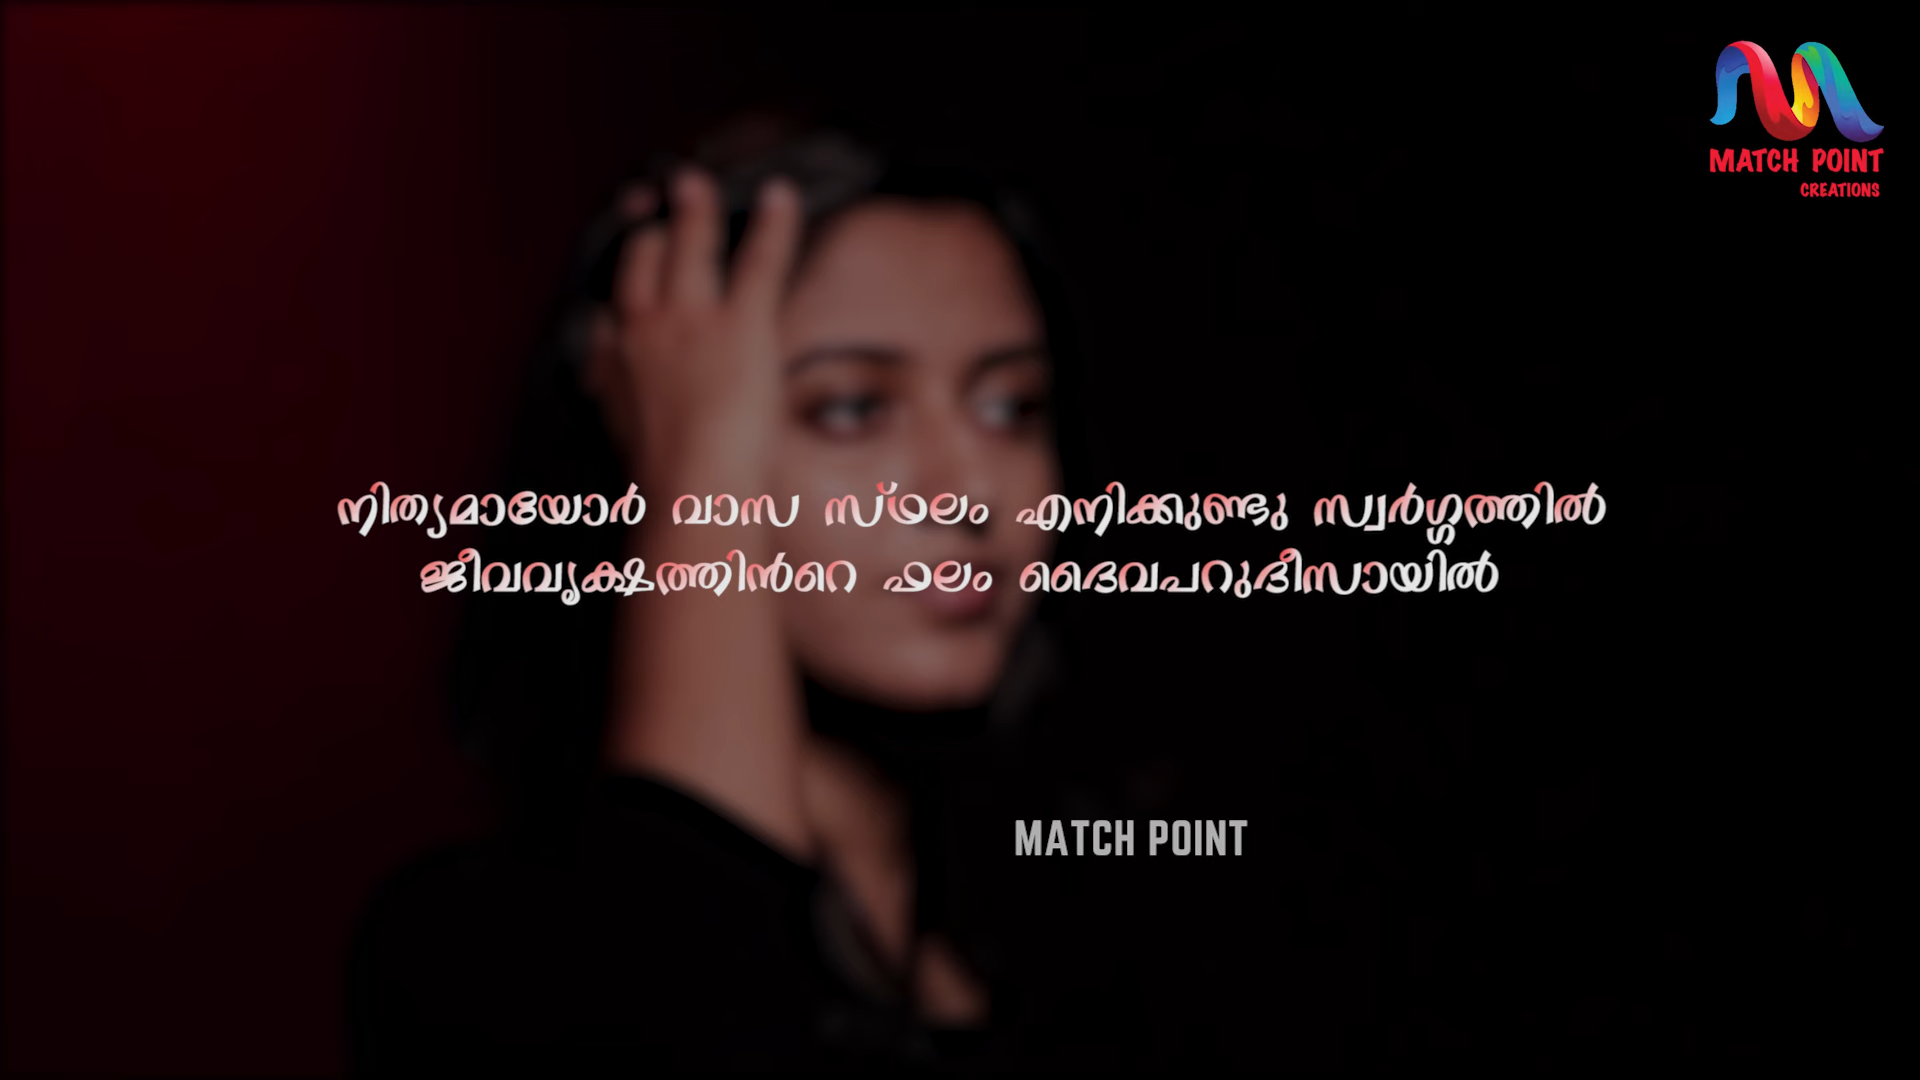 MATCH POINT
CREATIONS
നിത്യമായോർ വാസ സ്ഥലം എനിക്കുണ്ടു സ്വർഗ്ഗത്തിൽ
ജീവവൃക്ഷത്തിൻറെ ഫലം ദൈവപറുദീസായിൽ
MATCH POINT